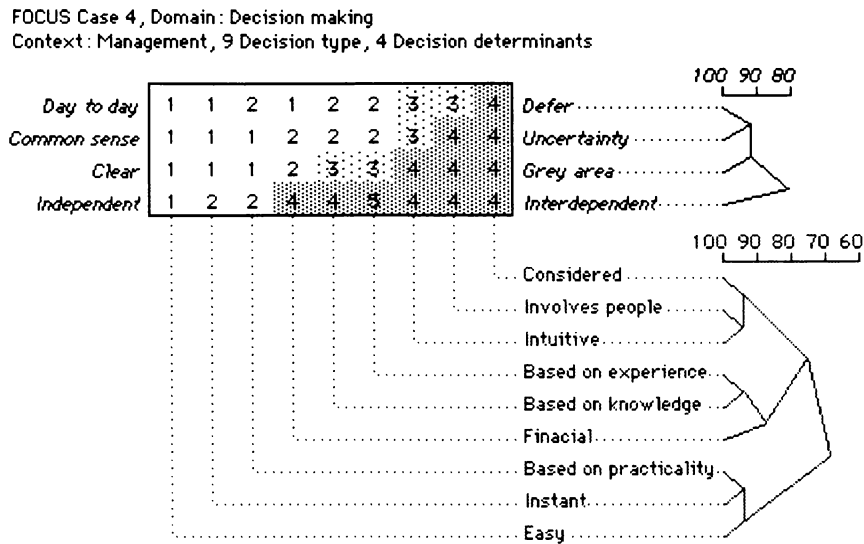 FOCUS Case 4, Domain: Decision making
Context: Management, 9 Decision type, 4 Decision determinants
100 90 80
Day to day 1 1 2 1 2 2 3 3 4 Defer
Common sense 1 1 1 2 2 2 3 4 4 Uncertainty
Clear 1 1 1 2 3 3 4 4 4 Grey area
Independent 1 2 2 4 4 5 4 4 4 Interdependent
100 90 80 70 60
Considered
Involves people
Intuitive
Based on experience
Based on knowledge
Finacial
Based on practicality
Instant
Easy